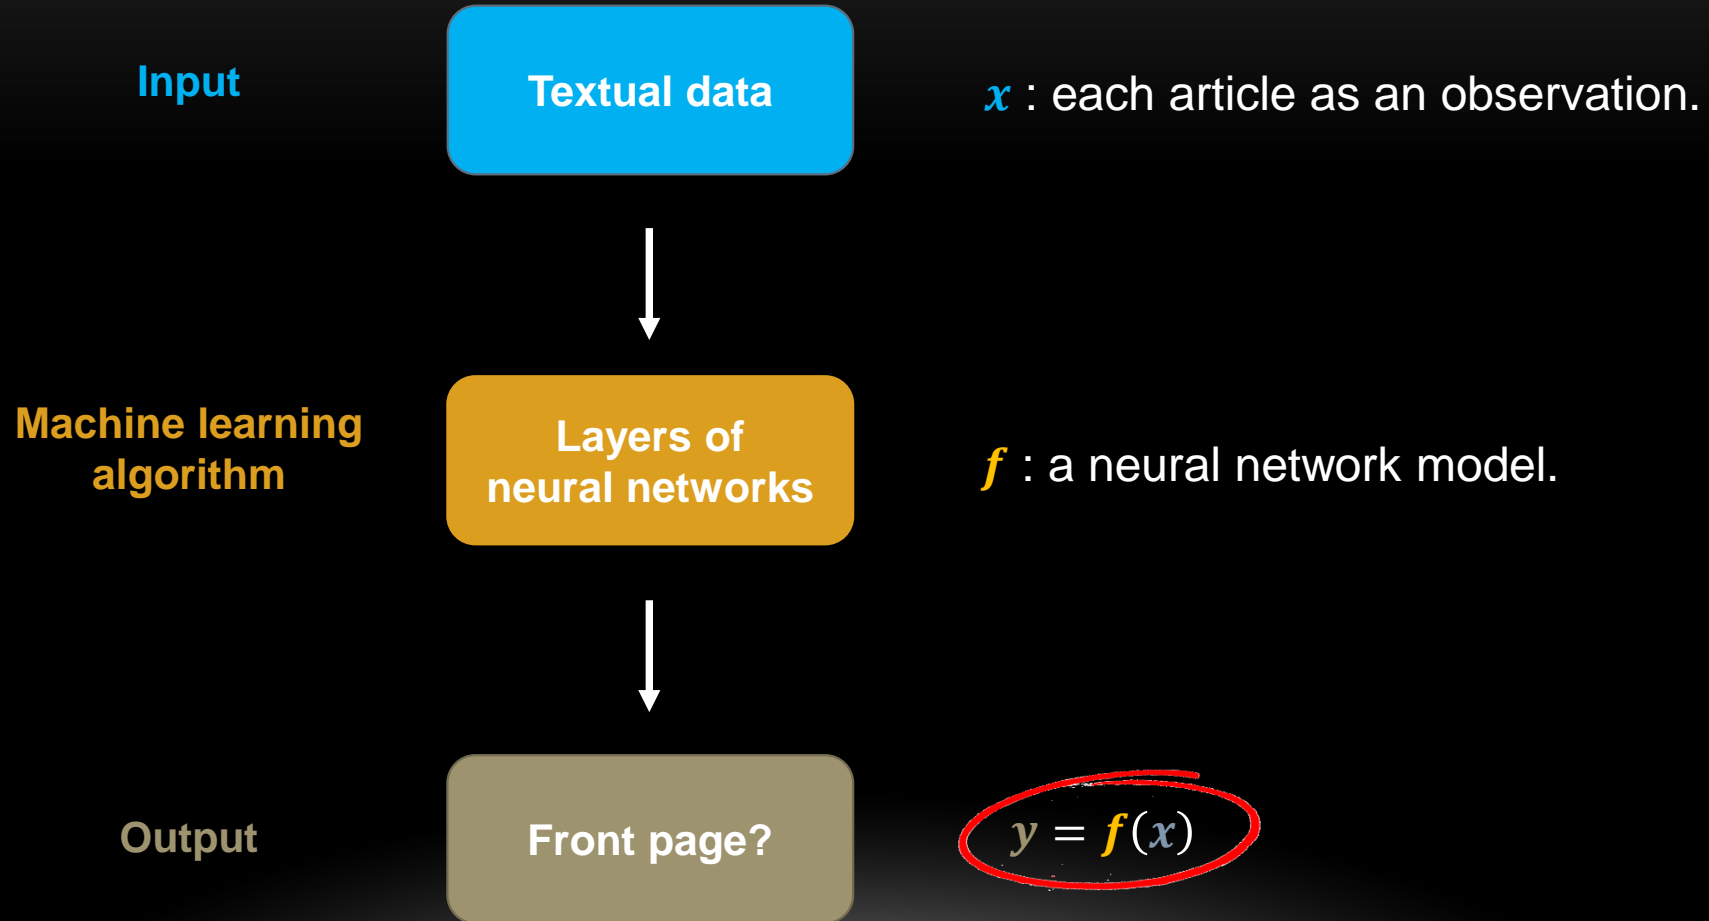 Input
Textual data
x : each article as an observation.
Machine learning
algorithm
Layers of
neural networks
f : a neural network model.
Output
Front page?
y = f(x)